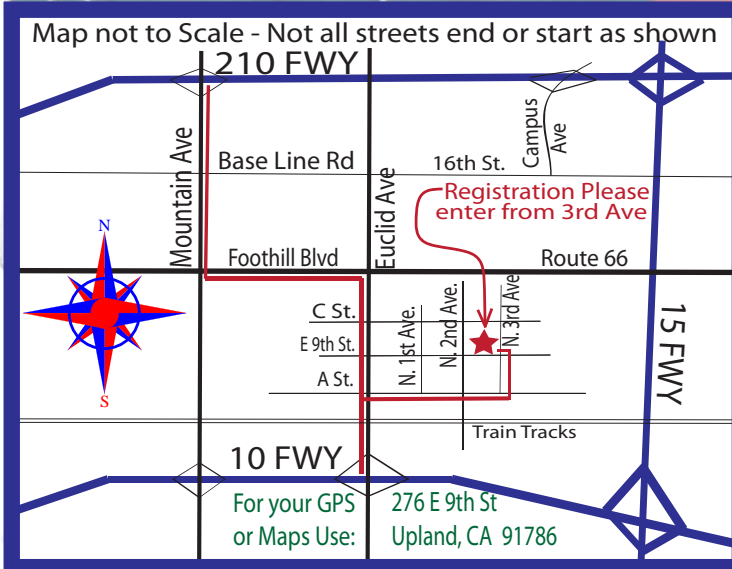 Map not to Scale - Not all streets end or start as shown
210 FWY
Mountain Ave
Base Line Rd
Euclid Ave
16th St.
Campus
Ave
Registration Please
enter from 3rd Ave
N
Foothill Blvd
Route 66
C St.
E 9th St.
A St.
N. 1st Ave.
N. 2nd Ave.
N. 3rd Ave
15 FWY
S
Train Tracks
10 FWY
For your GPS
or Maps Use:
276 E 9th St
Upland, CA 91786